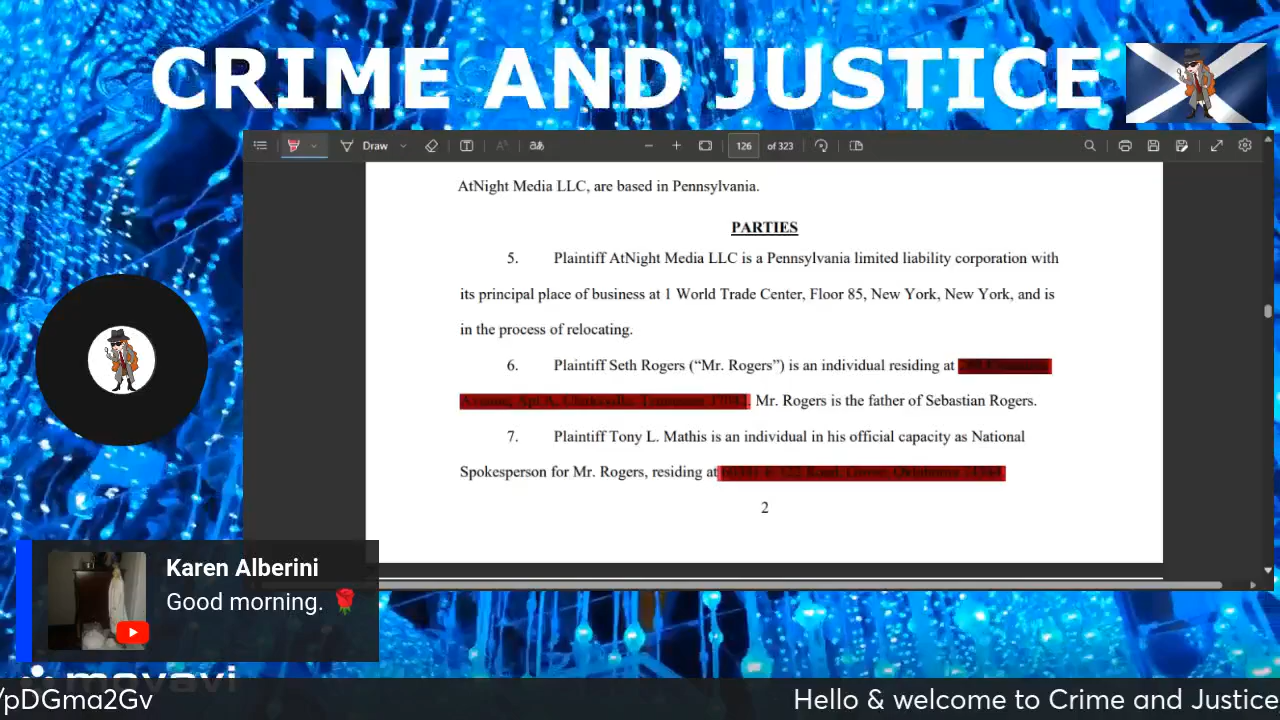 CRIME AND JUSTICE
Draw
126 of 323
AtNight Media LLC, are based in Pennsylvania.
PARTIES
5. Plaintiff AtNight Media LLC is a Pennsylvania limited liability corporation with
its principal place of business at 1 World Trade Center, Floor 85, New York, New York, and is
in the process of relocating.
6. Plaintiff Seth Rogers (“Mr. Rogers”) is an individual residing at
. Mr. Rogers is the father of Sebastian Rogers.
7. Plaintiff Tony L. Mathis is an individual in his official capacity as National
Spokesperson for Mr. Rogers, residing at
2
Karen Alberini
Good morning. 🌹
movavi
/pDGma2Gv
Hello & welcome to Crime and Justice